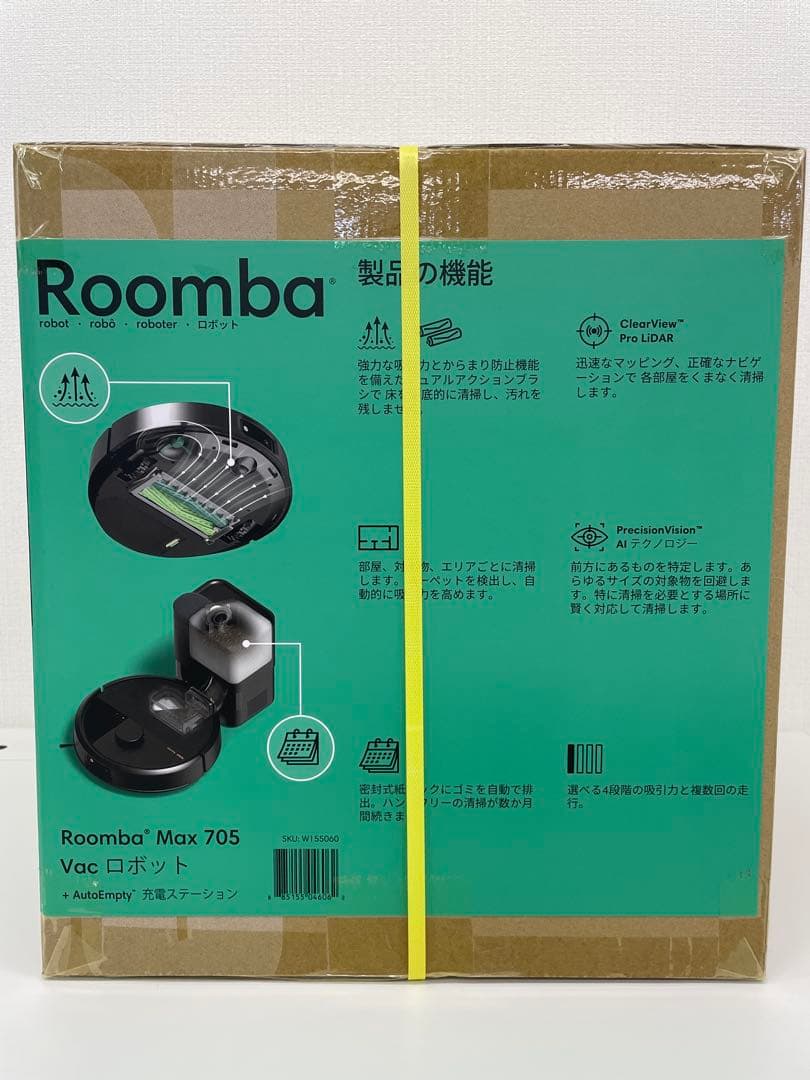 Roomba®
robot · robô · roboter · ロボット
製品の機能
強力な吸 力とからまり防止機能
を備えた ュアルアクションブラ
シで 床を 底的に清掃し、汚れを
残しません。
ClearView™
Pro LiDAR
迅速なマッピング、正確なナビゲ
ーションで 各部屋をくまなく清掃
します。
部屋、対 物、エリアごとに清掃
します。 ーペットを検出し、自
動的に吸 力を高めます。
PrecisionVision™
AI テクノロジー
前方にあるものを特定します。あ
らゆるサイズの対象物を回避しま
す。特に清掃を必要とする場所に
賢く対応して清掃します。
密封式紙 ックにゴミを自動で排
出。ハン フリーの清掃が数か月
間続きま
選べる4段階の吸引力と複数回の走
行。
Roomba® Max 705
Vac ロボット
+ AutoEmpty™ 充電ステーション
SKU: W155060
8 85155 04606 0